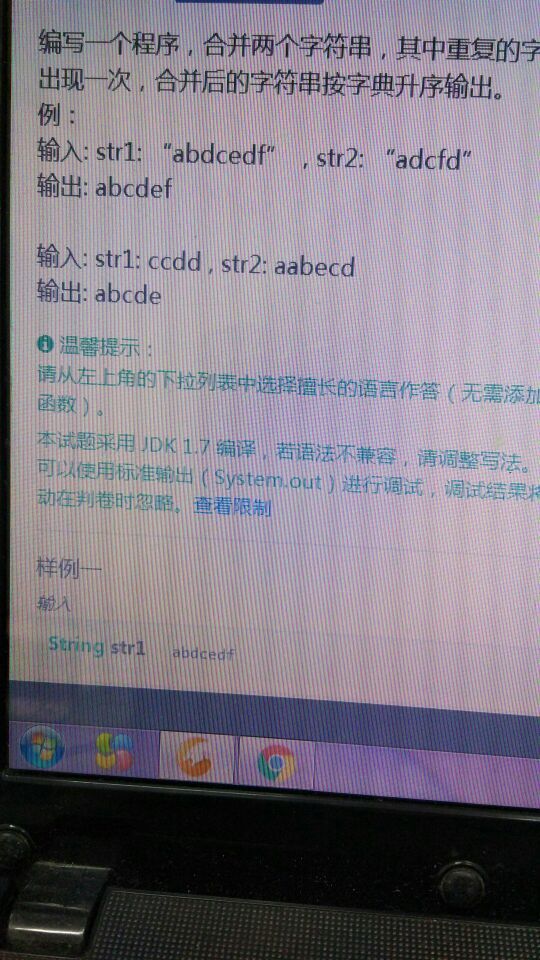 编写一个程序，合并两个字符串，其中重复的字
出现一次，合并后的字符串按字典升序输出。
例：
输入: str1: “abdcedf” , str2: “adcfd”
输出: abcdef
输入: str1: ccdd , str2: aabecd
输出: abcde
温馨提示：
请从左上角的下拉列表中选择擅长的语言作答（无需添加
函数）。
本试题采用 JDK 1.7 编译，若语法不兼容，请调整写法。
可以使用标准输出（System.out）进行调试，调试结果将
动在判卷时忽略。查看限制
样例一
输入
String str1 abdcedf